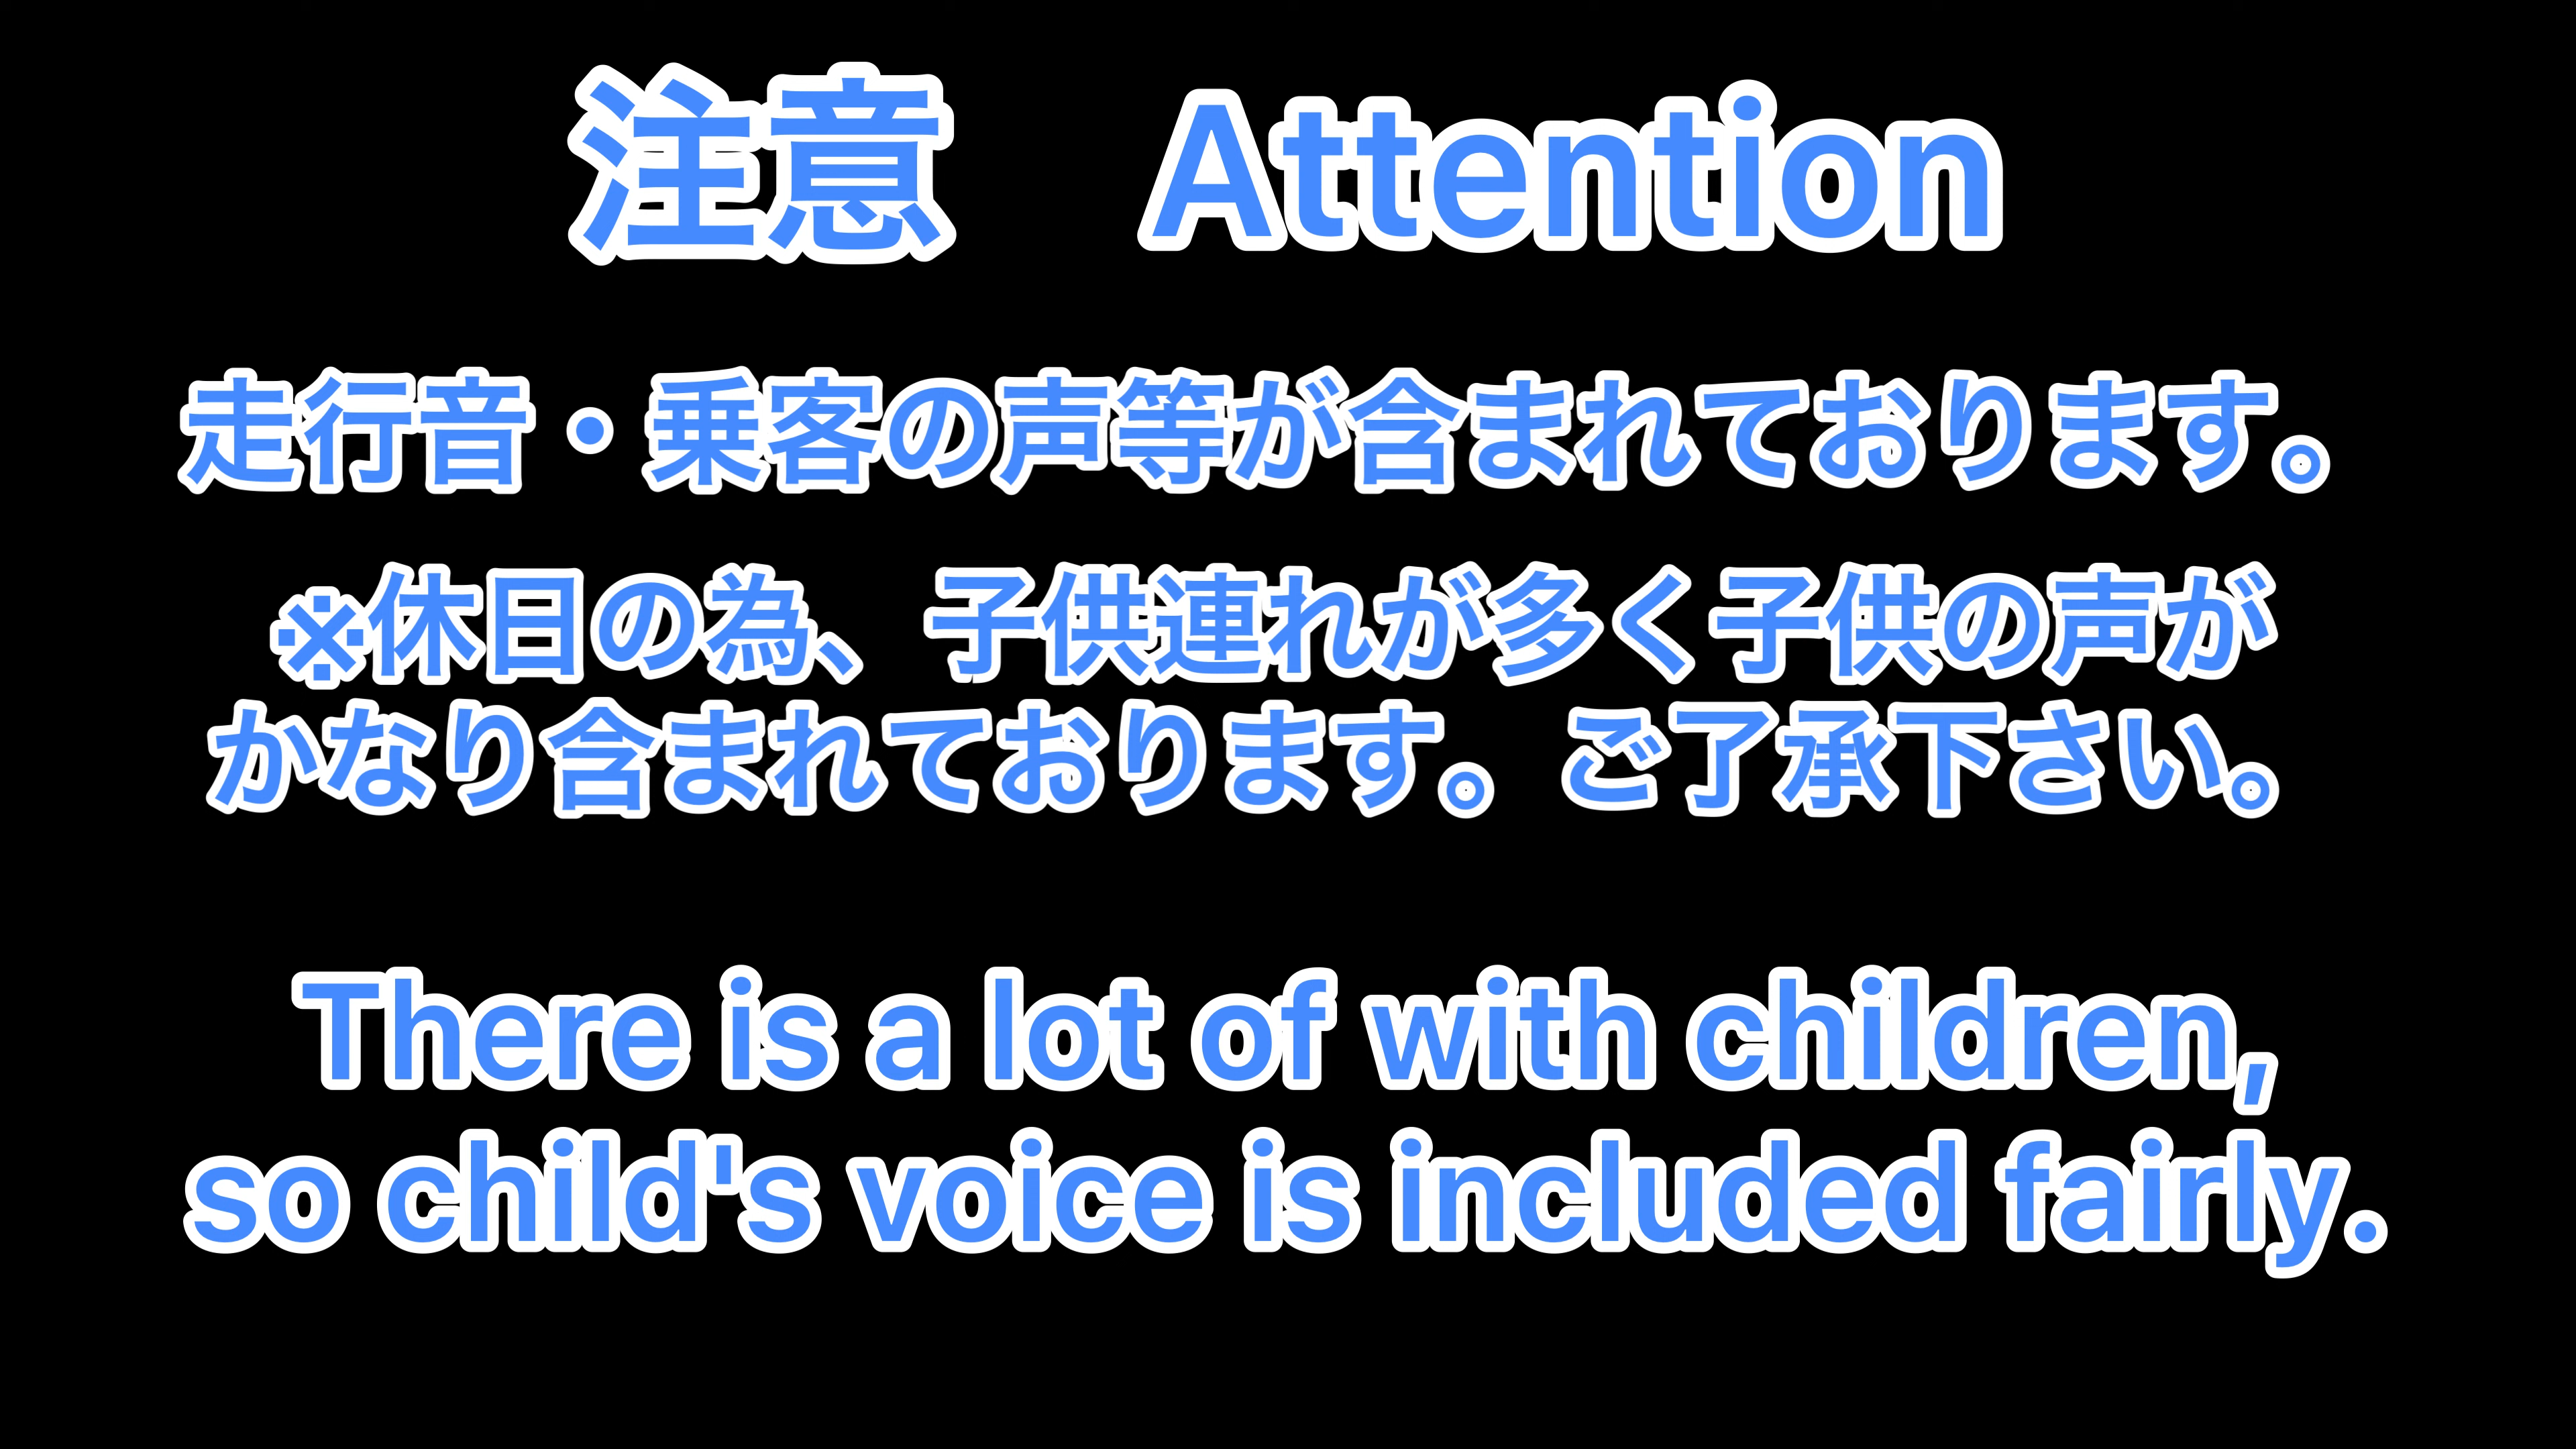 注意　Attention
走行音・乗客の声等が含まれております。
※休日の為、子供連れが多く子供の声が
かなり含まれております。ご了承下さい。
There is a lot of with children,
so child's voice is included fairly.